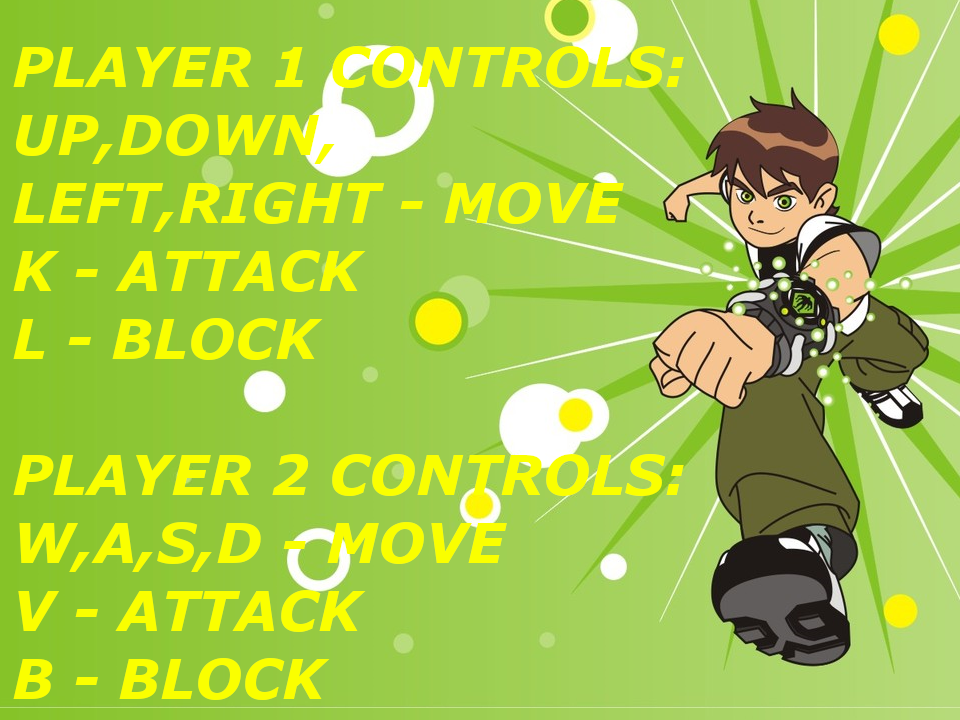 PLAYER 1 CONTROLS:
UP,DOWN,
LEFT,RIGHT - MOVE
K - ATTACK
L - BLOCK
PLAYER 2 CONTROLS:
W,A,S,D - MOVE
V - ATTACK
B - BLOCK